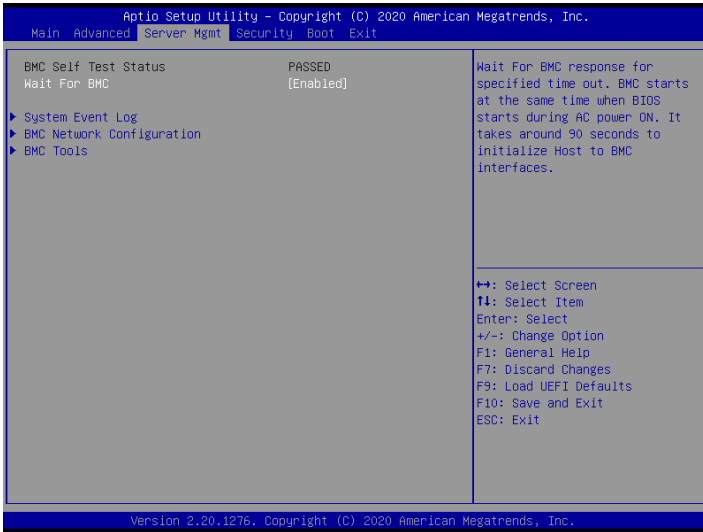 Aptio Setup Utility – Copyright (C) 2020 American Megatrends, Inc.
Main Advanced Server Mgmt Security Boot Exit
BMC Self Test Status PASSED
Wait For BMC [Enabled]
System Event Log
BMC Network Configuration
BMC Tools
Wait For BMC response for
specified time out. BMC starts
at the same time when BIOS
starts during AC power ON. It
takes around 90 seconds to
initialize Host to BMC
interfaces.
↔: Select Screen
↑↓: Select Item
Enter: Select
+/-: Change Option
F1: General Help
F7: Discard Changes
F9: Load UEFI Defaults
F10: Save and Exit
ESC: Exit
Version 2.20.1276. Copyright (C) 2020 American Megatrends, Inc.